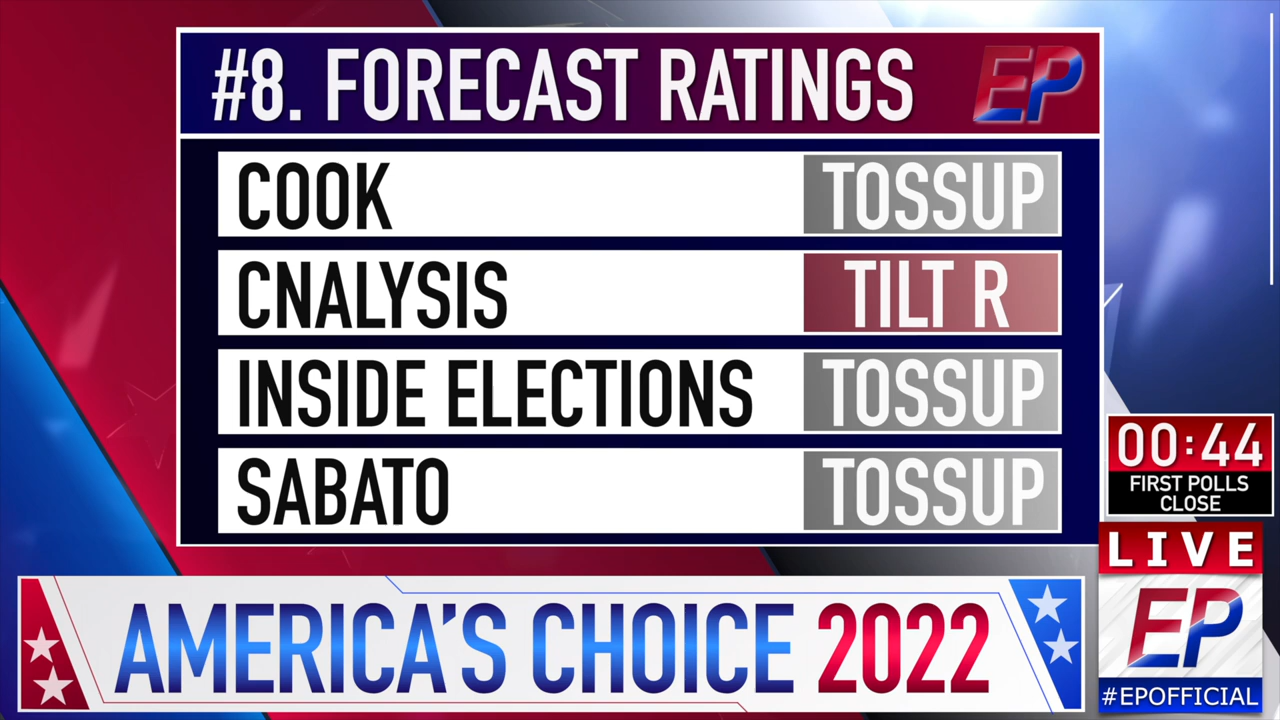 #8. FORECAST RATINGS EP
COOK TOSSUP
CNALYSIS TILT R
INSIDE ELECTIONS TOSSUP
SABATO TOSSUP
00:44
FIRST POLLS
CLOSE
LIVE
EP
#EPOFFICIAL
AMERICA'S CHOICE 2022